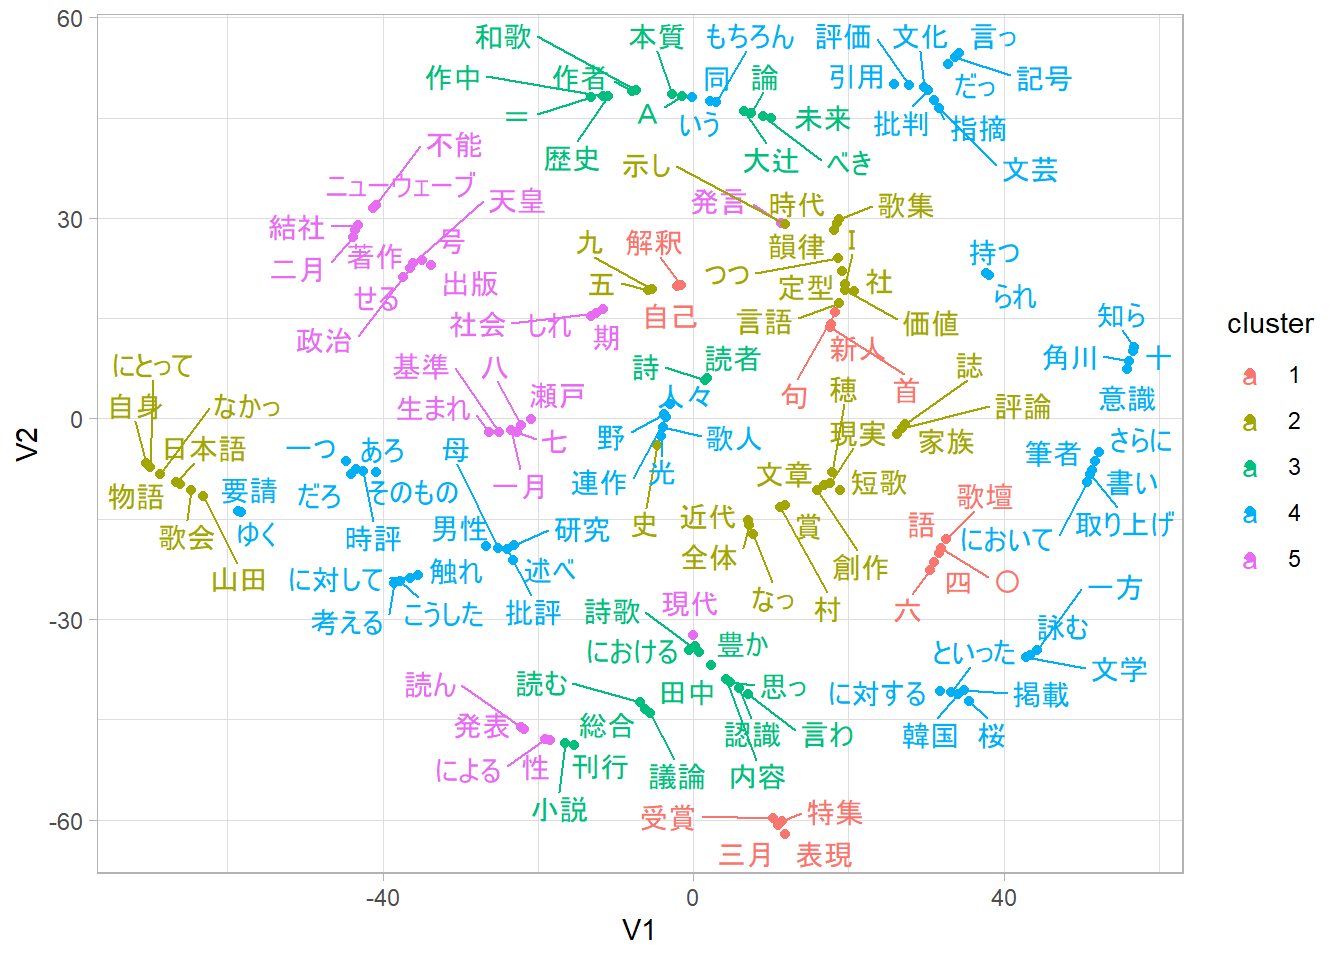 60
和歌 本質 もちろん 評価 文化 言っ
作中 作者 同 論 引用 だっ 記号
＝ A いう 未来 批判 指摘
不能 歴史 示し 大辻 べき 文芸
ニューウェーブ 天皇 発言 時代 歌集
30
結社 著作 号 九 解釈 韻律 I 持つ
二月 せる 出版 五 つつ 定型 社 られ
政治 社会 しれ 期 自己 言語 価値 知ら
にとって 基準 八 詩 読者 新人 誌 角川 十
自身 なかっ 生まれ 瀬戸 人々 句 首 穂 評論 意識
0
日本語 一つ あろ 母 七 野 歌人 現実 家族 筆者 さらに
物語 要請 だろ そのもの 一月 連作 光 文章 短歌 歌壇 書い
歌会 ゆく 時評 男性 研究 史 近代 賞 語 において 取り上げ
山田 に対して 触れ 述べ 全体 創作 四 〇 一方
考える こうした 批評 詩歌 現代 なっ 村 六
-30
における 豊か といった 詠む
読ん 読む 田中 思っ に対する 掲載 文学
発表 総合 認識 言わ 韓国 桜
による 性 刊行 議論 内容
小説 受賞 特集
-60
三月 表現
-40 0 40
V1
V2
cluster
a 1
a 2
a 3
a 4
a 5